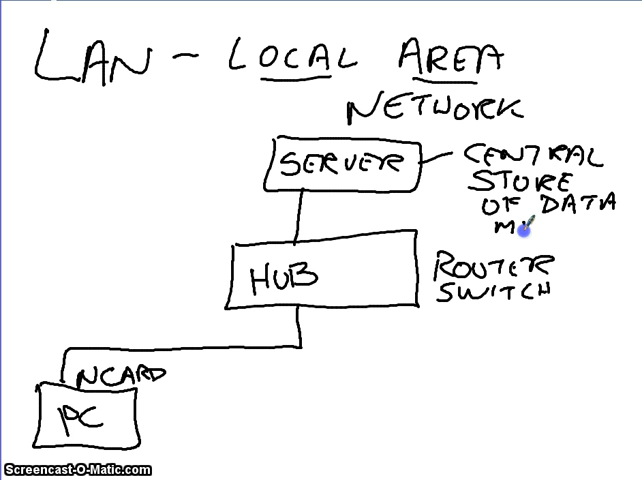 LAN - LOCAL AREA
NETWORK
SERVER
CENTRAL
STORE
OF DATA
HUB
ROUTER
SWITCH
NCARD
PC
Screencast-O-Matic.com